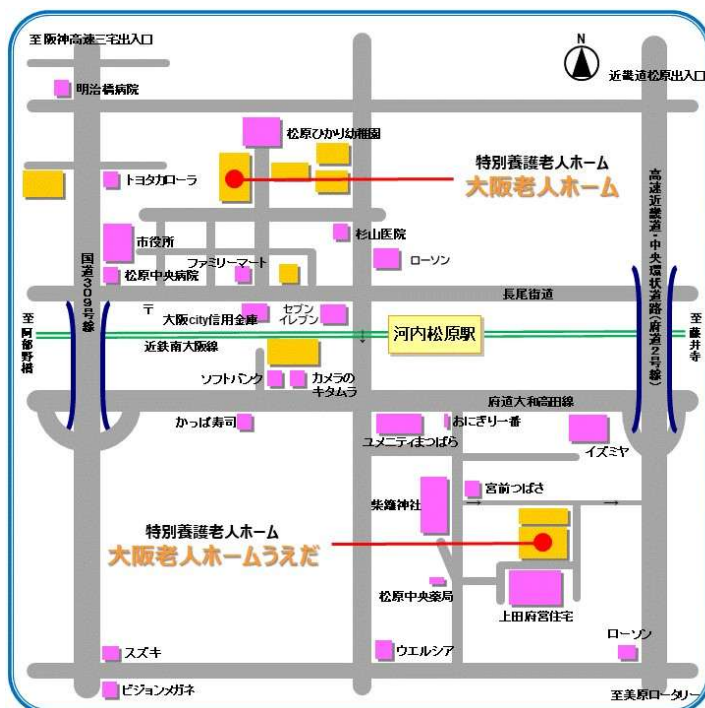 至阪神高速三宅出入口
N
近畿道松原出入口
明治橋病院
松原ひかり幼稚園
特別養護老人ホーム
大阪老人ホーム
トヨタカローラ
高速近畿道・中央環状道路(府道2号線)
市役所
杉山医院
ローソン
国道309号線
ファミリーマート
松原中央病院
長尾街道
〒
大阪city信用金庫
セブン
イレブン
至阿部野橋
河内松原駅
至藤井寺
近鉄南大阪線
ソフトバンク
カメラの
キタムラ
府道大和高田線
かっぱ寿司
おにぎり一番
ユメニティまつばら
イズミヤ
柴籬神社
宮前つばさ
特別養護老人ホーム
大阪老人ホームうえだ
松原中央薬局
上田府営住宅
ローソン
スズキ
ウエルシア
ビジョンメガネ
至美原ロータリー